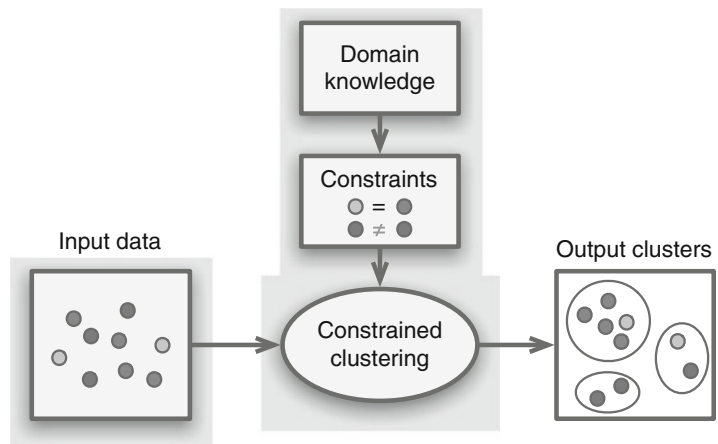 Domain
knowledge
Constraints
=
≠
Input data
Output clusters
Constrained
clustering